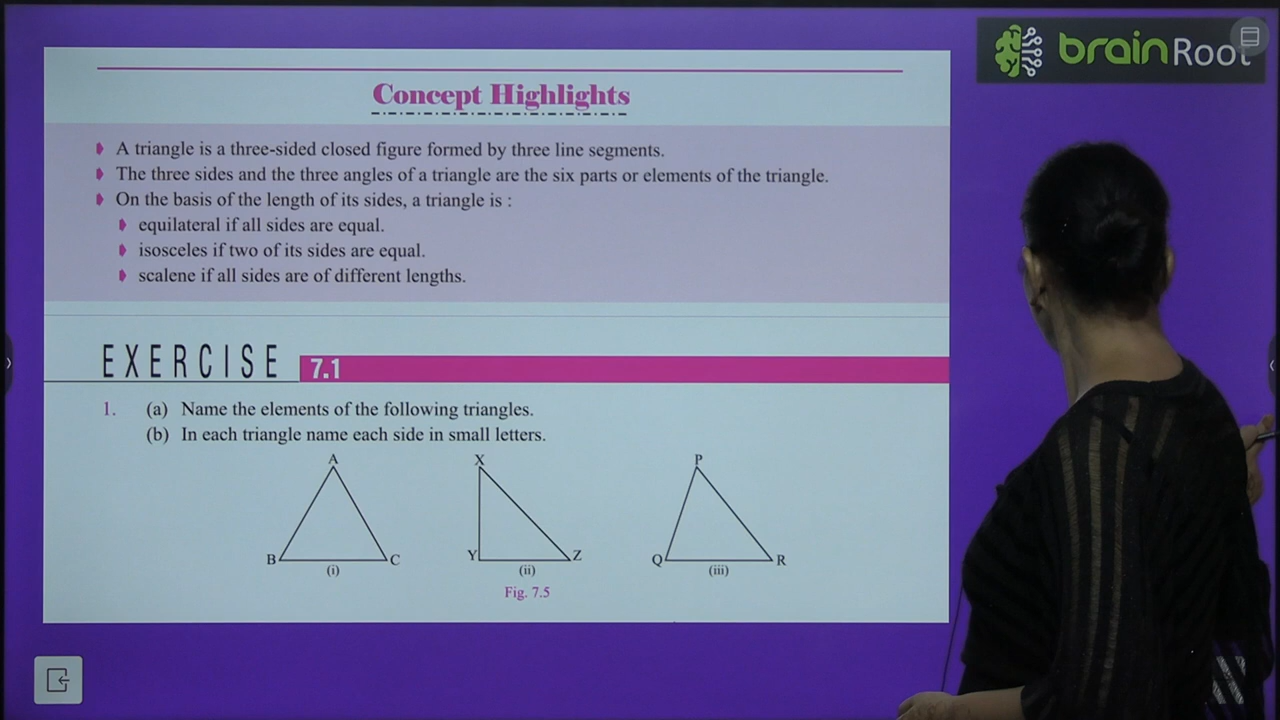 brainRoot
Concept Highlights
A triangle is a three-sided closed figure formed by three line segments.
The three sides and the three angles of a triangle are the six parts or elements of the triangle.
On the basis of the length of its sides, a triangle is :
equilateral if all sides are equal.
isosceles if two of its sides are equal.
scalene if all sides are of different lengths.
EXERCISE 7.1
1. (a) Name the elements of the following triangles.
(b) In each triangle name each side in small letters.
A X P
B C Y Z Q R
(i) (ii) (iii)
Fig. 7.5